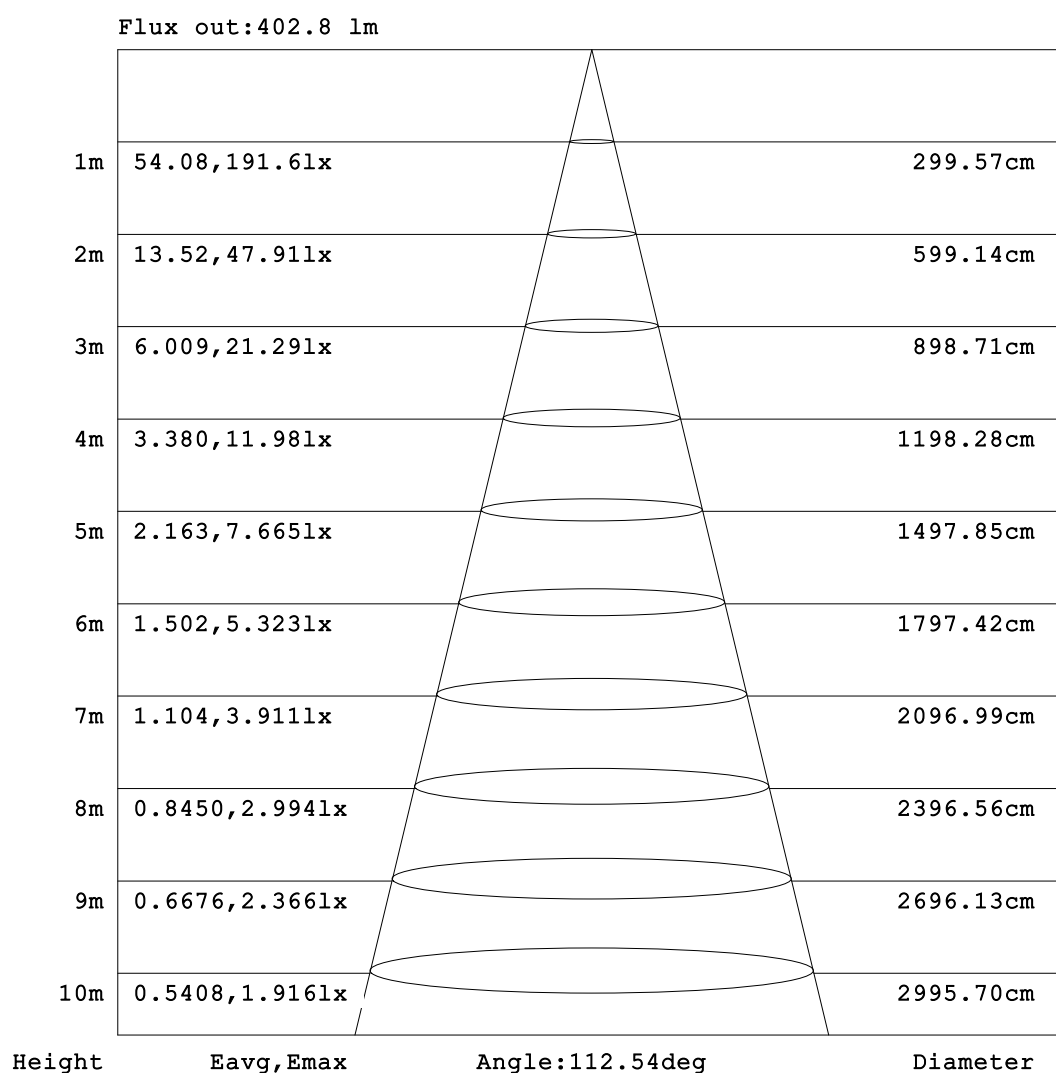 Flux out:402.8 lm
1m 54.08,191.6lx 299.57cm
2m 13.52,47.91lx 599.14cm
3m 6.009,21.29lx 898.71cm
4m 3.380,11.98lx 1198.28cm
5m 2.163,7.665lx 1497.85cm
6m 1.502,5.323lx 1797.42cm
7m 1.104,3.911lx 2096.99cm
8m 0.8450,2.994lx 2396.56cm
9m 0.6676,2.366lx 2696.13cm
10m 0.5408,1.916lx 2995.70cm
Height Eavg,Emax Angle:112.54deg Diameter